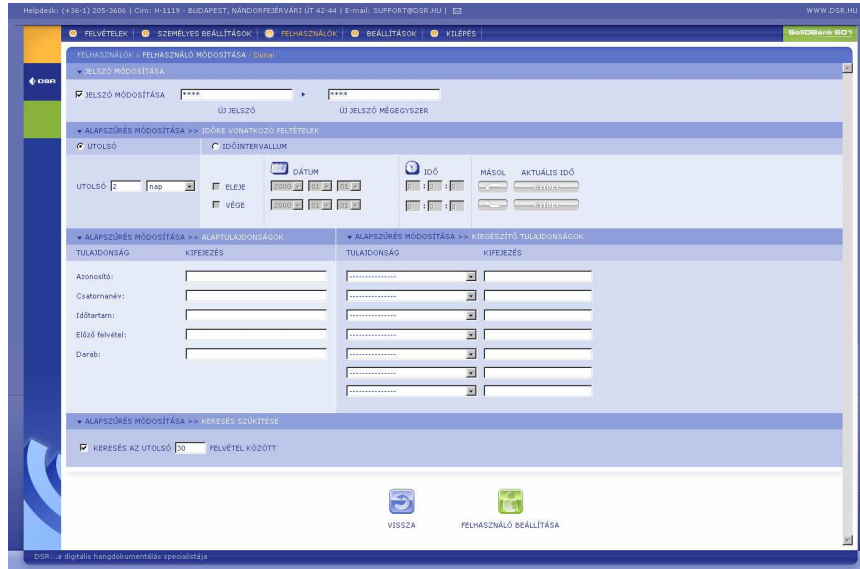 Helpdesk: (+36-1) 205-3606 | Cím: H-1119 - BUDAPEST, NÁNDORFEJÉRVÁRI ÚT 42-44 | E-mail: SUPPORT@DSR.HU | WWW.DSR.HU
FELVÉTELEK | SZEMÉLYES BEÁLLÍTÁSOK | FELHASZNÁLÓK | BEÁLLÍTÁSOK | KILÉPÉS | SoliDBank 601
FELHASZNÁLÓK » FELHASZNÁLÓ MÓDOSÍTÁSA - Dunai
JELSZÓ MÓDOSÍTÁSA
DSR
JELSZÓ MÓDOSÍTÁSA **** ****
ÚJ JELSZÓ ÚJ JELSZÓ MÉGEGYSZER
ALAPSZŰRÉS MÓDOSÍTÁSA >> IDŐRE VONATKOZÓ FELTÉTELEK
UTOLSÓ IDŐINTERVALLUM
DÁTUM IDŐ MÁSOL AKTUÁLIS IDŐ
UTOLSÓ 2 nap ELEJE 2000 01 01 0 : 0 : 0
VÉGE 2000 01 01 0 : 0 : 0
ALAPSZŰRÉS MÓDOSÍTÁSA >> ALAPTULAJDONSÁGOK ALAPSZŰRÉS MÓDOSÍTÁSA >> KIEGÉSZÍTŐ TULAJDONSÁGOK
TULAJDONSÁG KIFEJEZÉS TULAJDONSÁG KIFEJEZÉS
Azonosító: ---------------
Csatornanév: ---------------
Időtartam: ---------------
Előző felvétel: ---------------
Darab: ---------------
---------------
---------------
ALAPSZŰRÉS MÓDOSÍTÁSA >> KERESÉS SZŰKÍTÉSE
KERESÉS AZ UTOLSÓ 30 FELVÉTEL KÖZÖTT
VISSZA FELHASZNÁLÓ BEÁLLÍTÁSA
DSR...a digitális hangdokumentálás specialistája